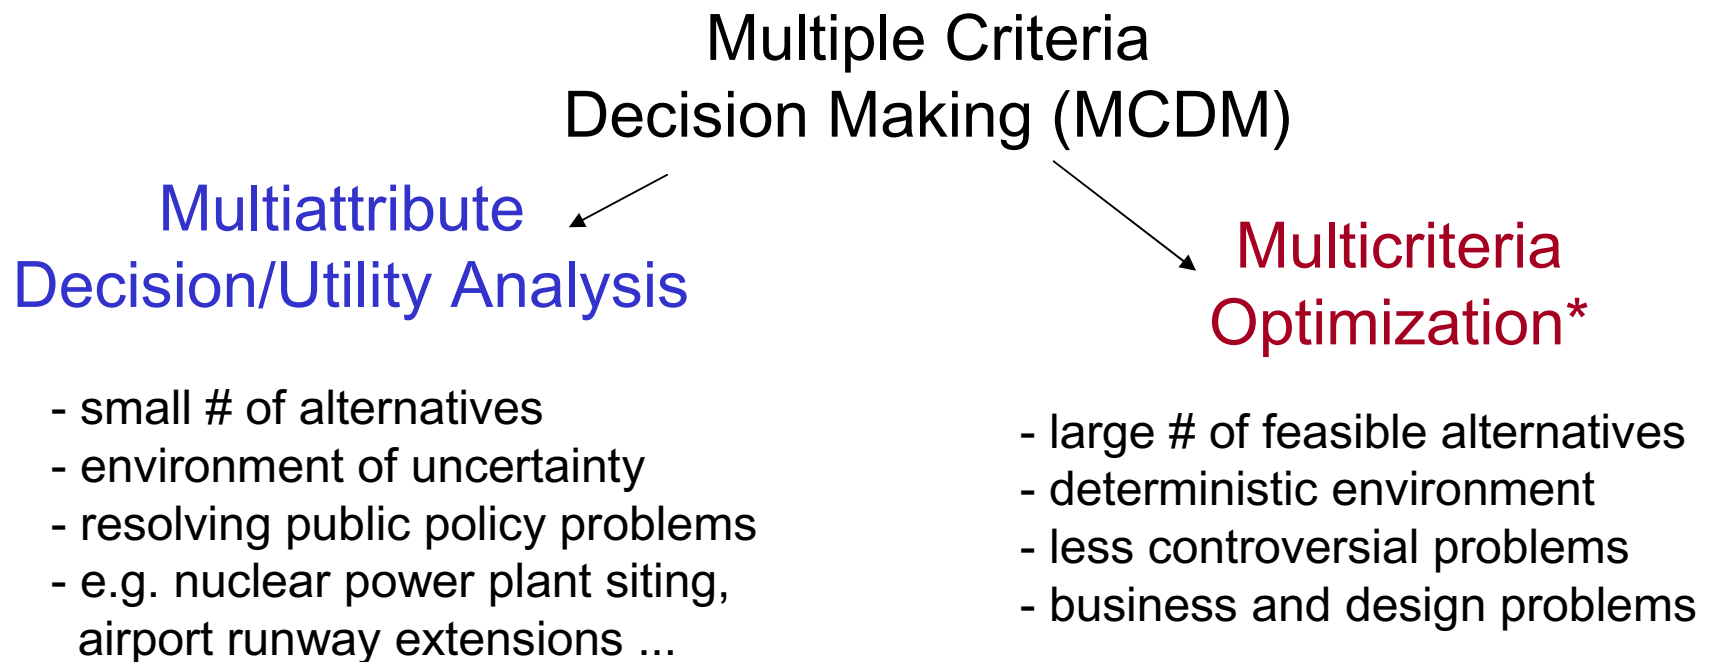 Multiple Criteria
Decision Making (MCDM)
Multiattribute
Decision/Utility Analysis
- small # of alternatives
- environment of uncertainty
- resolving public policy problems
- e.g. nuclear power plant siting,
airport runway extensions ...
Multicriteria
Optimization*
- large # of feasible alternatives
- deterministic environment
- less controversial problems
- business and design problems